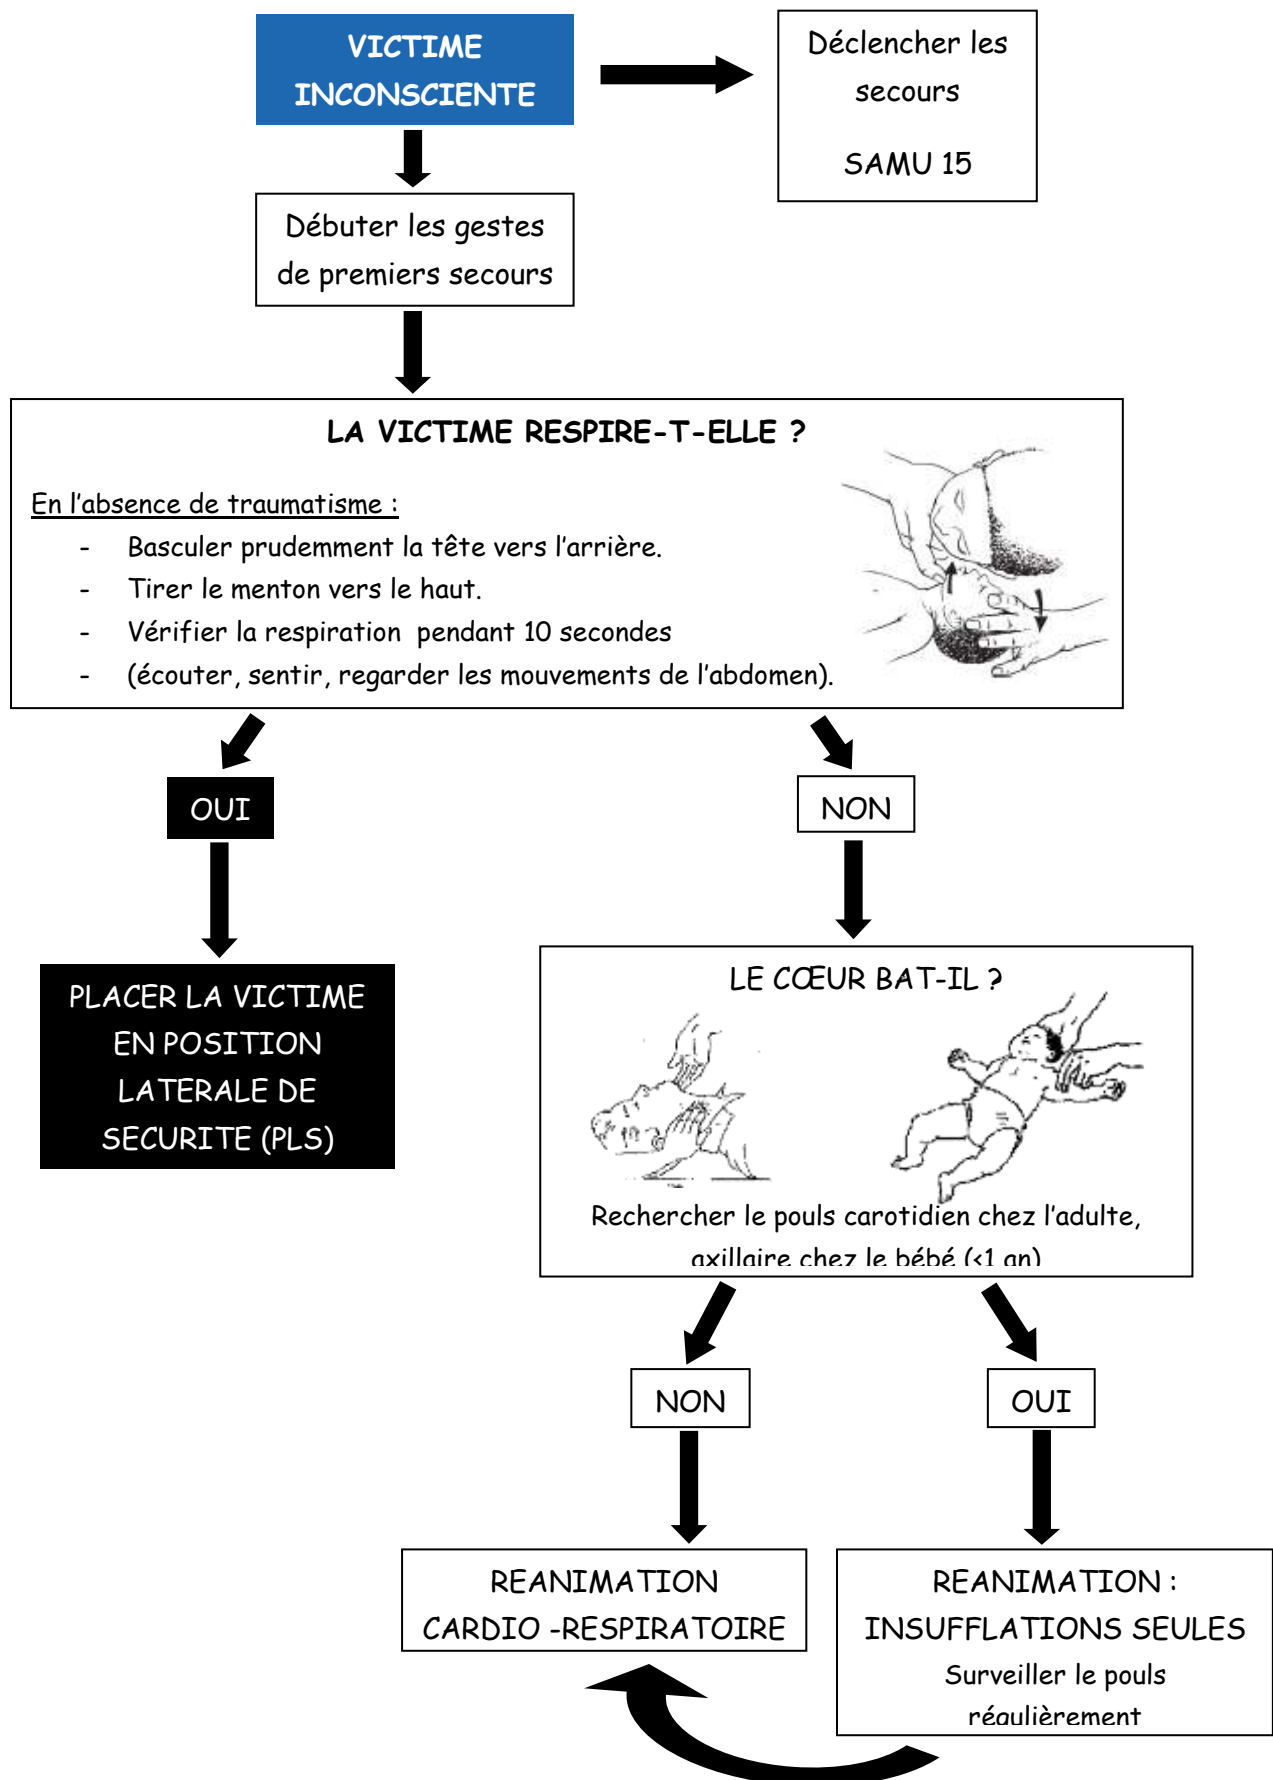 VICTIME
INCONSCIENTE
Déclencher les
secours
SAMU 15
Débuter les gestes
de premiers secours
LA VICTIME RESPIRE-T-ELLE ?
En l'absence de traumatisme :
- Basculer prudemment la tête vers l'arrière.
- Tirer le menton vers le haut.
- Vérifier la respiration pendant 10 secondes
- (écouter, sentir, regarder les mouvements de l'abdomen).
OUI
NON
PLACER LA VICTIME
EN POSITION
LATERALE DE
SECURITE (PLS)
LE CŒUR BAT-IL ?
Rechercher le pouls carotidien chez l'adulte,
axillaire chez le bébé (<1 an)
NON
OUI
REANIMATION
CARDIO -RESPIRATOIRE
REANIMATION :
INSUFFLATIONS SEULES
Surveiller le pouls
régulièrement